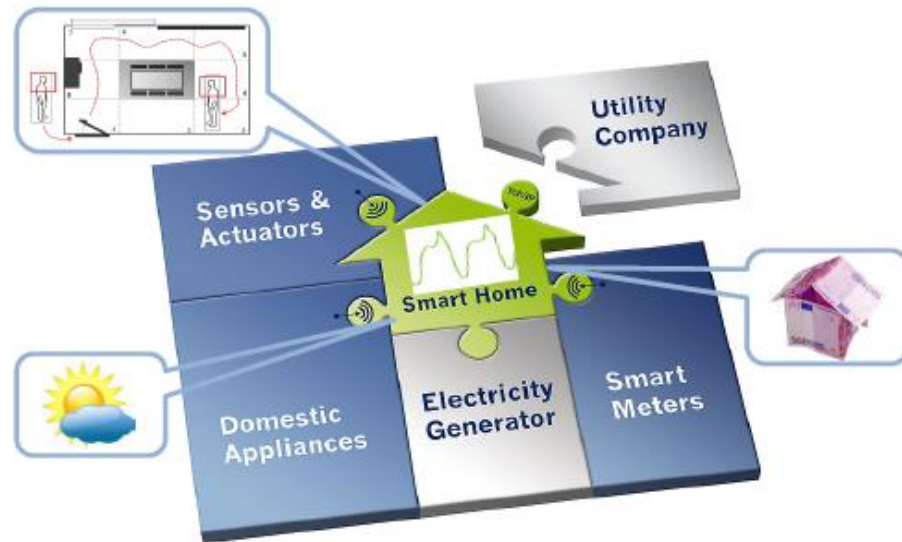 Utility
Company
Sensors &
Actuators
Smart Home
Domestic
Appliances
Electricity
Generator
Smart
Meters